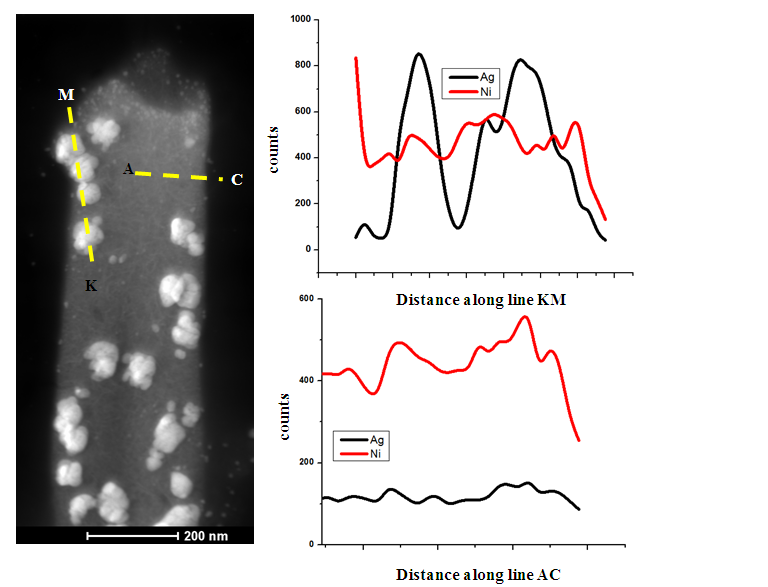 M
A
C
K
200 nm
1000
800
600
400
200
0
counts
Ag
Ni
Distance along line KM
600
400
200
0
counts
Ag
Ni
Distance along line AC